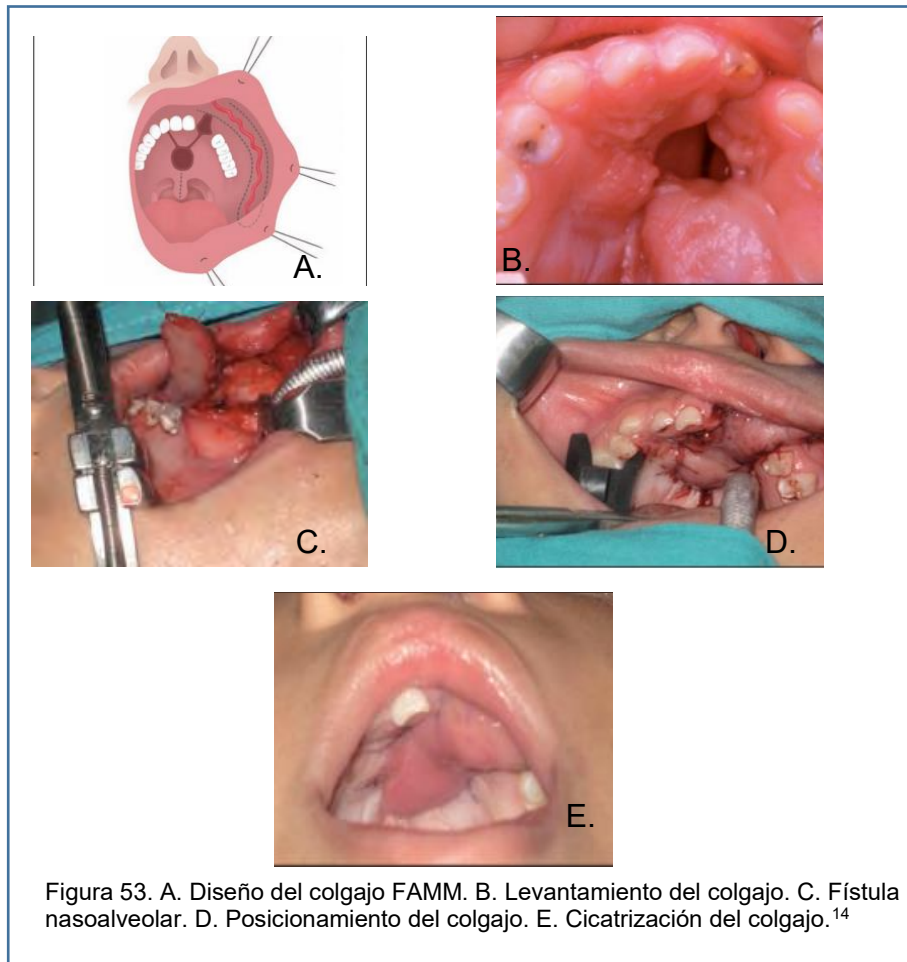 A.
B.
C.
D.
E.
Figura 53. A. Diseño del colgajo FAMM. B. Levantamiento del colgajo. C. Fístula
nasoalveolar. D. Posicionamiento del colgajo. E. Cicatrización del colgajo.14